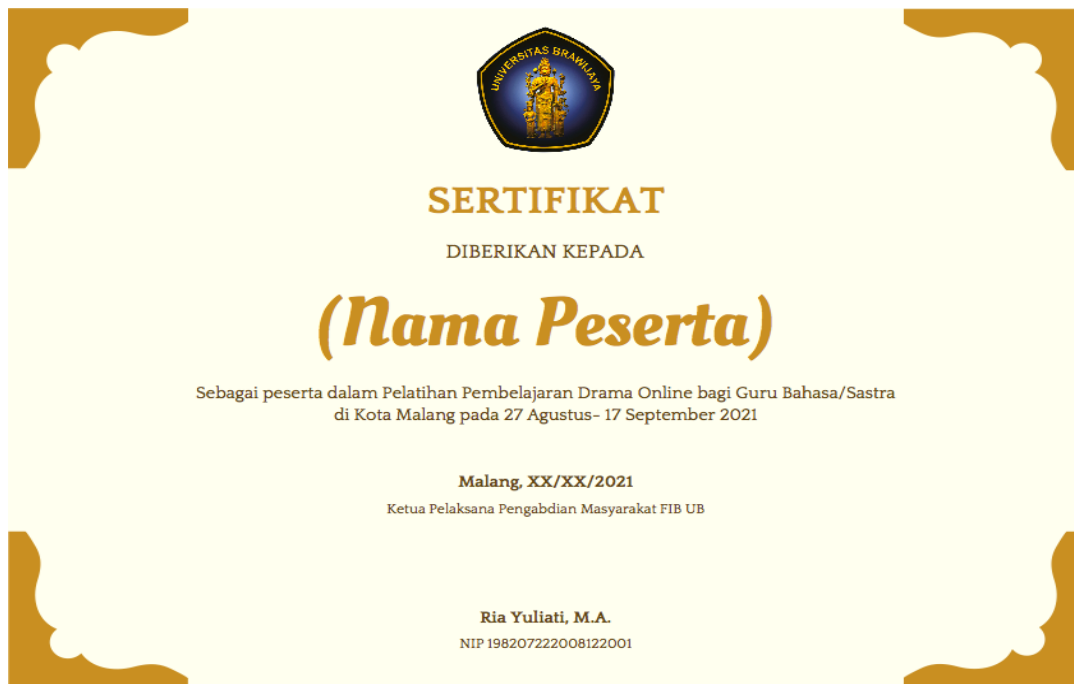 UNIVERSITAS BRAWIJAYA
SERTIFIKAT
DIBERIKAN KEPADA
(Nama Peserta)
Sebagai peserta dalam Pelatihan Pembelajaran Drama Online bagi Guru Bahasa/Sastra
di Kota Malang pada 27 Agustus- 17 September 2021
Malang, XX/XX/2021
Ketua Pelaksana Pengabdian Masyarakat FIB UB
Ria Yuliati, M.A.
NIP 198207222008122001